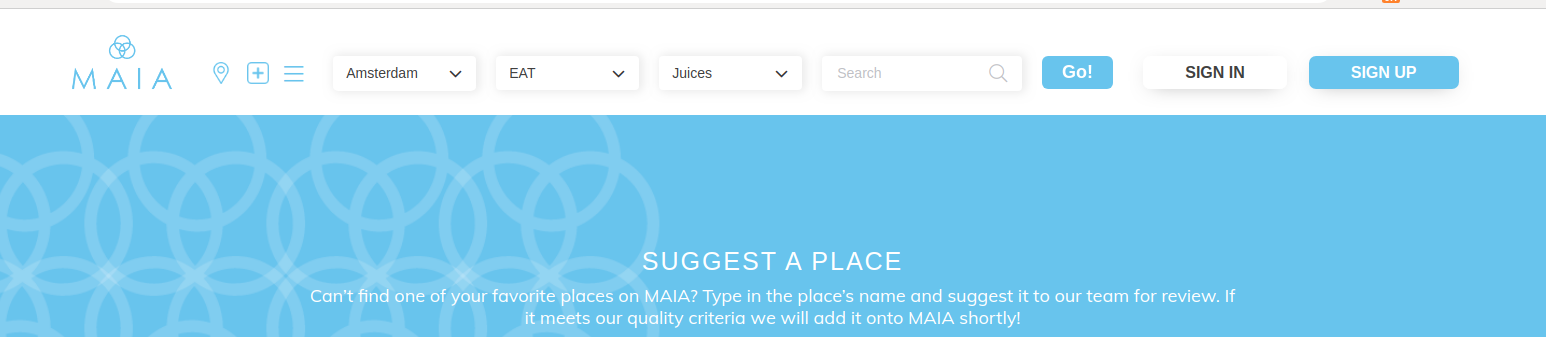 MAIA
Amsterdam
EAT
Juices
Search
Go!
SIGN IN
SIGN UP
SUGGEST A PLACE
Can't find one of your favorite places on MAIA? Type in the place's name and suggest it to our team for review. If
it meets our quality criteria we will add it onto MAIA shortly!